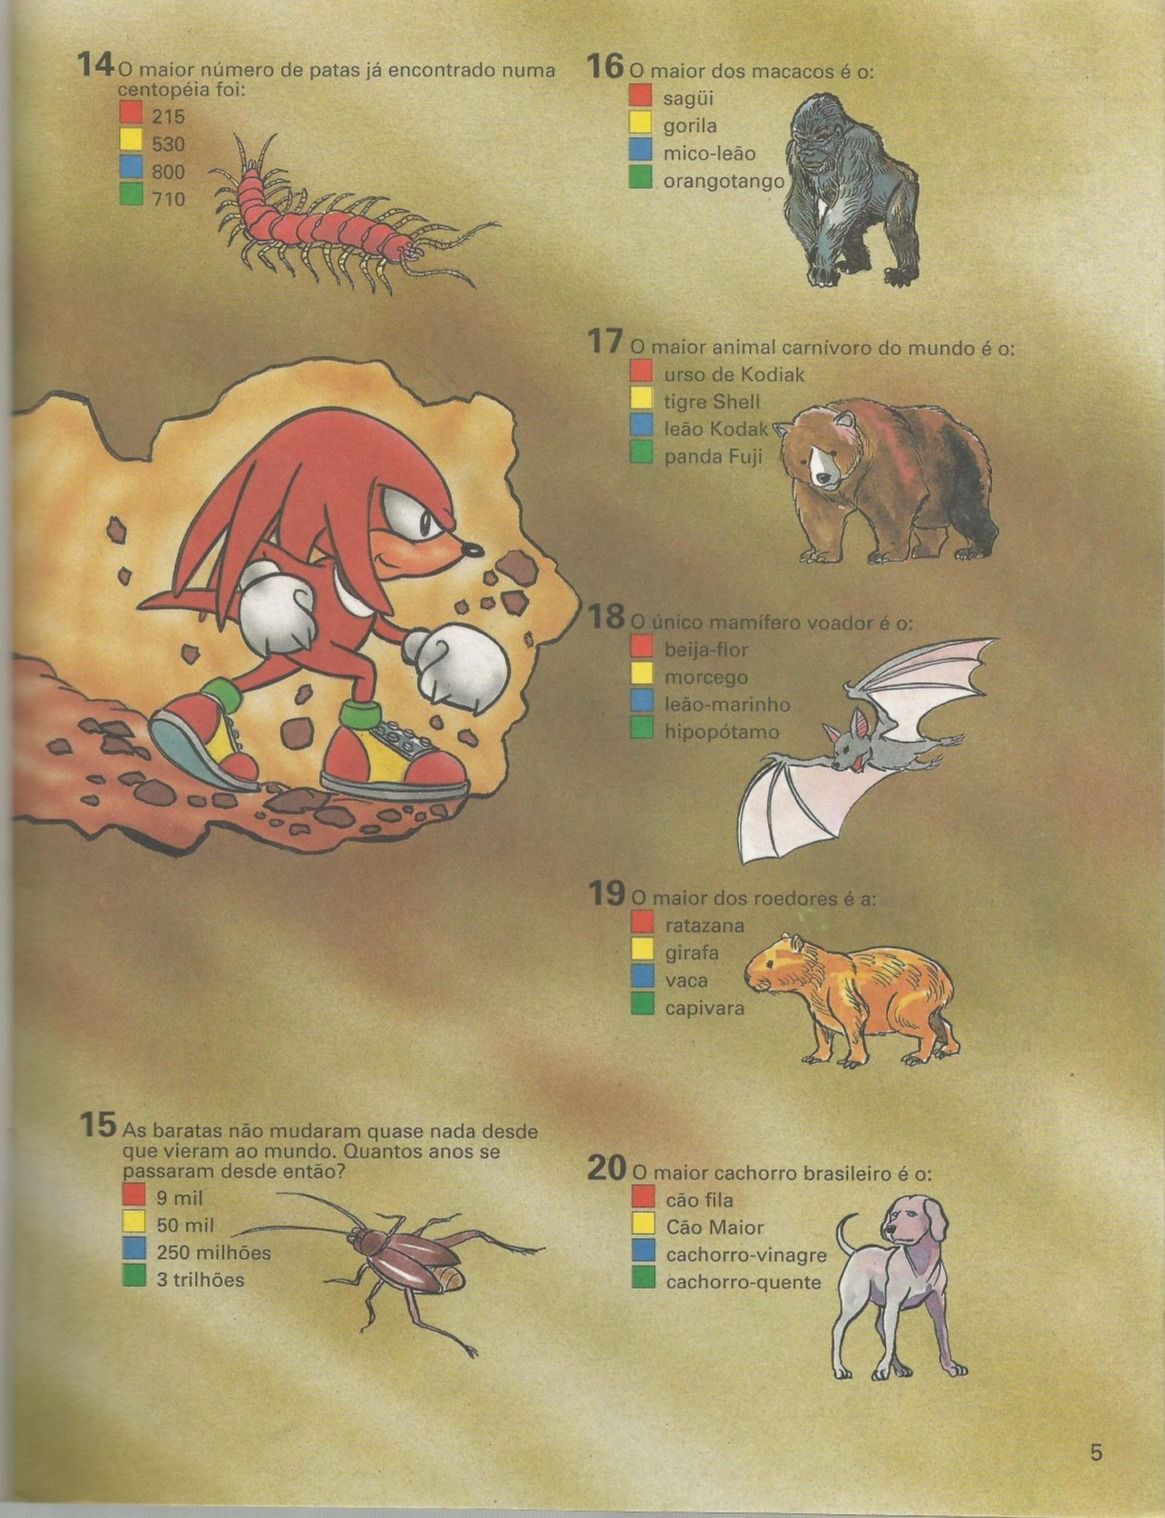 14 O maior número de patas já encontrado numa
centopéia foi:
215
530
800
710
15 As baratas não mudaram quase nada desde
que vieram ao mundo. Quantos anos se
passaram desde então?
9 mil
50 mil
250 milhões
3 trilhões
16 O maior dos macacos é o:
sagüi
gorila
mico-leão
orangotango
17 O maior animal carnívoro do mundo é o:
urso de Kodiak
tigre Shell
leão Kodak
panda Fuji
18 O único mamífero voador é o:
beija-flor
morcego
leão-marinho
hipopótamo
19 O maior dos roedores é a:
ratazana
girafa
vaca
capivara
20 O maior cachorro brasileiro é o:
cão fila
Cão Maior
cachorro-vinagre
cachorro-quente
5